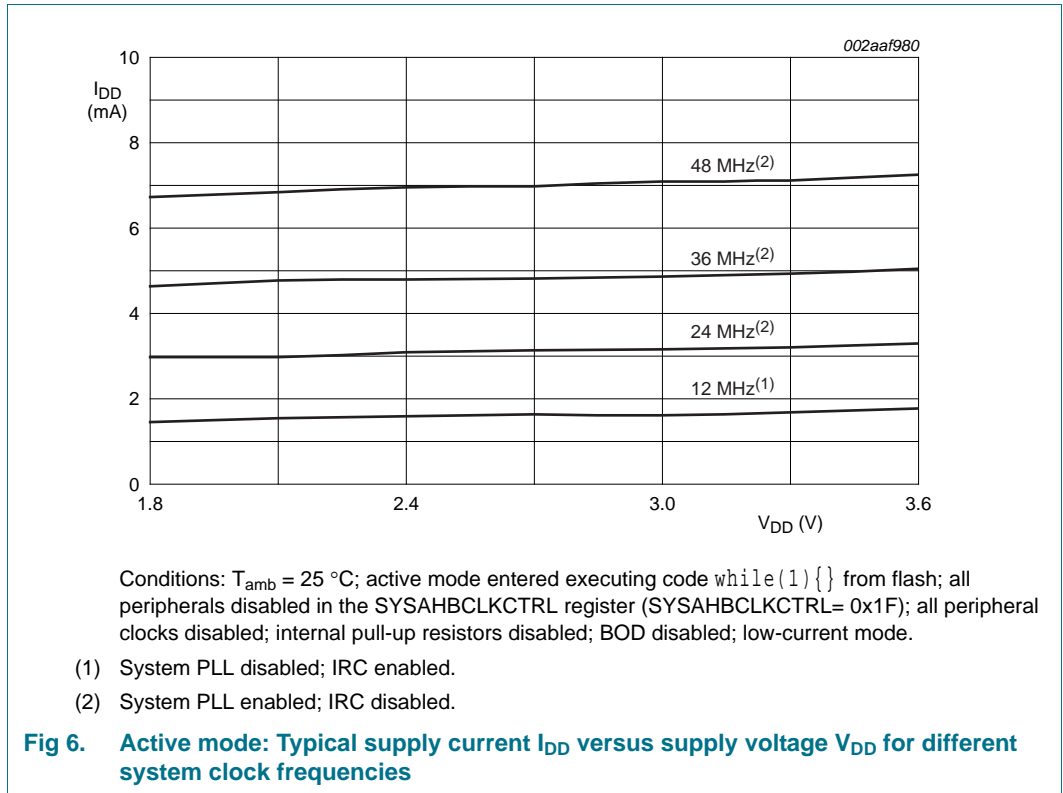 002aaf980
10
IDD
(mA)
8
48 MHz(2)
6
36 MHz(2)
4
24 MHz(2)
2
12 MHz(1)
0
1.8
2.4
3.0
3.6
VDD (V)
Conditions: Tamb = 25 °C; active mode entered executing code while(1){} from flash; all
peripherals disabled in the SYSAHBCLKCTRL register (SYSAHBCLKCTRL= 0x1F); all peripheral
clocks disabled; internal pull-up resistors disabled; BOD disabled; low-current mode.
(1) System PLL disabled; IRC enabled.
(2) System PLL enabled; IRC disabled.
Fig 6. Active mode: Typical supply current IDD versus supply voltage VDD for different
system clock frequencies